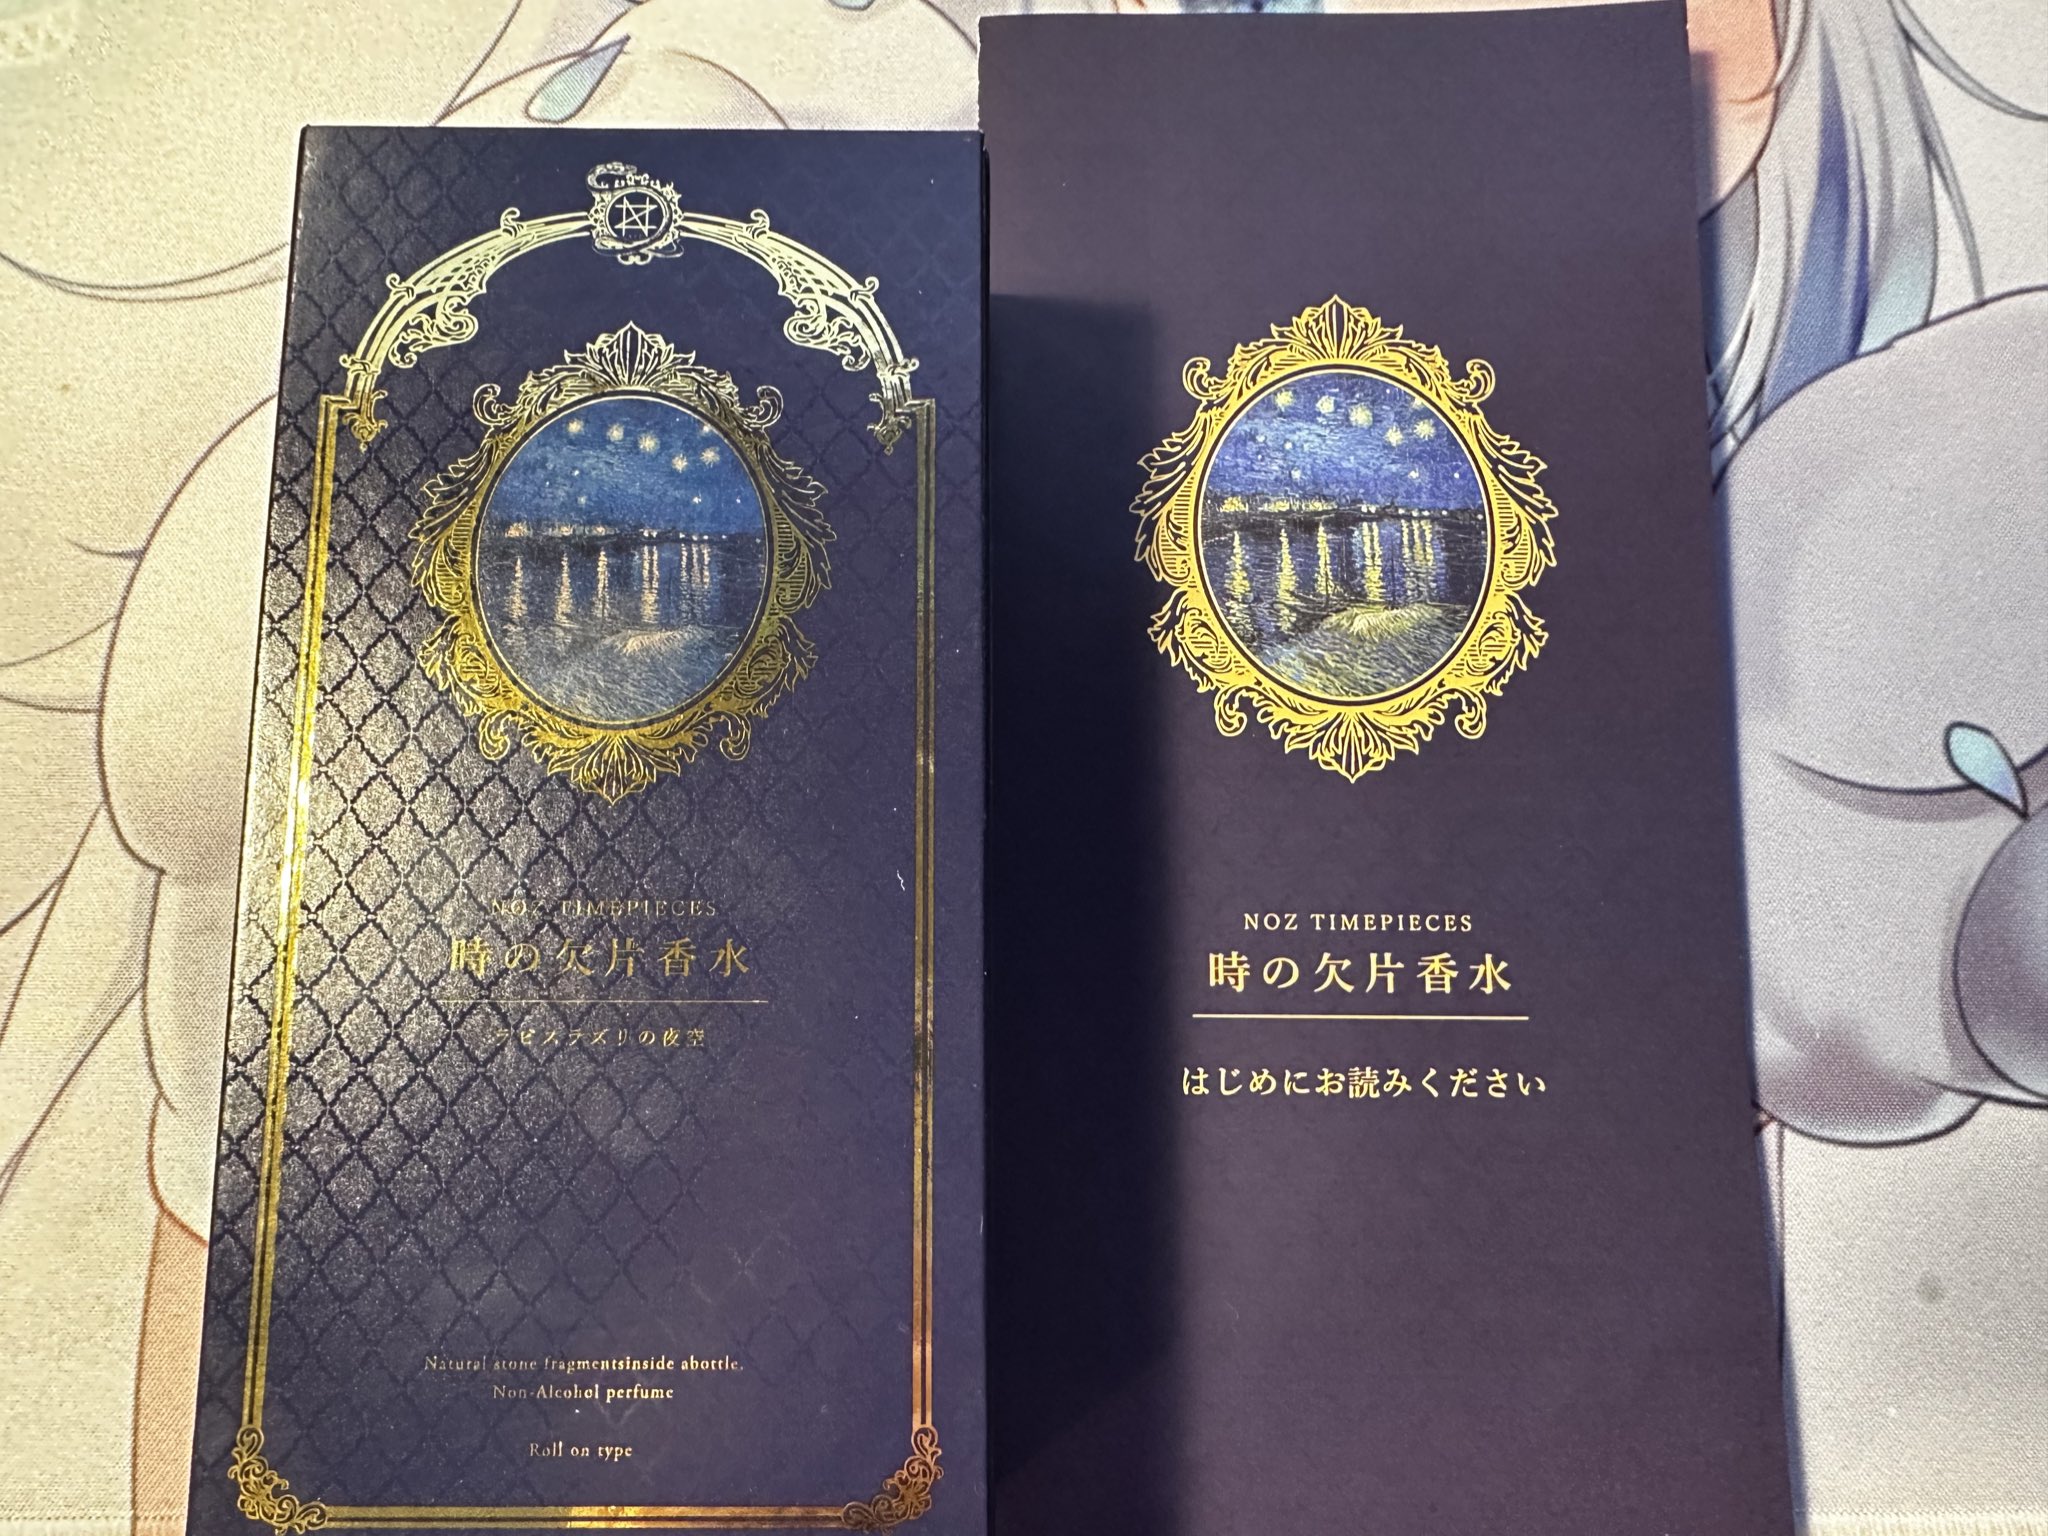 NOZ TIMEPIECES
時の欠片香水
ラピスラズリの夜空
Natural stone fragmentsinside abottle.
Non-Alcohol perfume
Roll on type
NOZ TIMEPIECES
時の欠片香水
はじめにお読みください